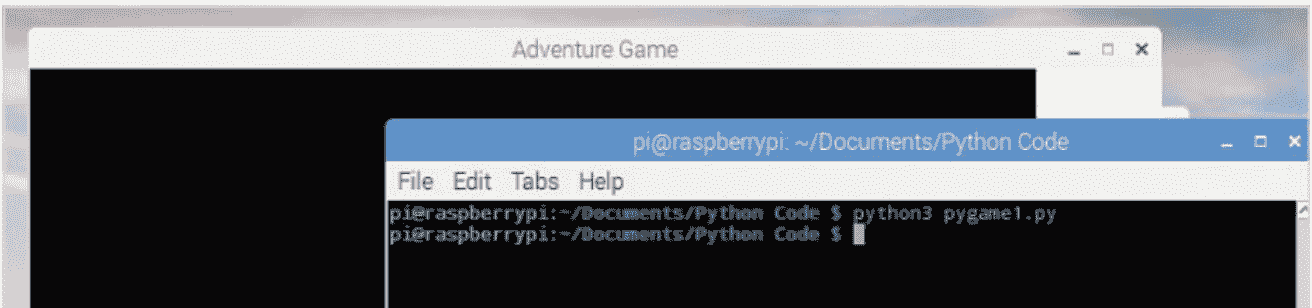 Adventure Game
pi@raspberrypi: ~/Documents/Python Code
File Edit Tabs Help
pi@raspberrypi:~/Documents/Python Code $ python3 pygame1.py
pi@raspberrypi:~/Documents/Python Code $